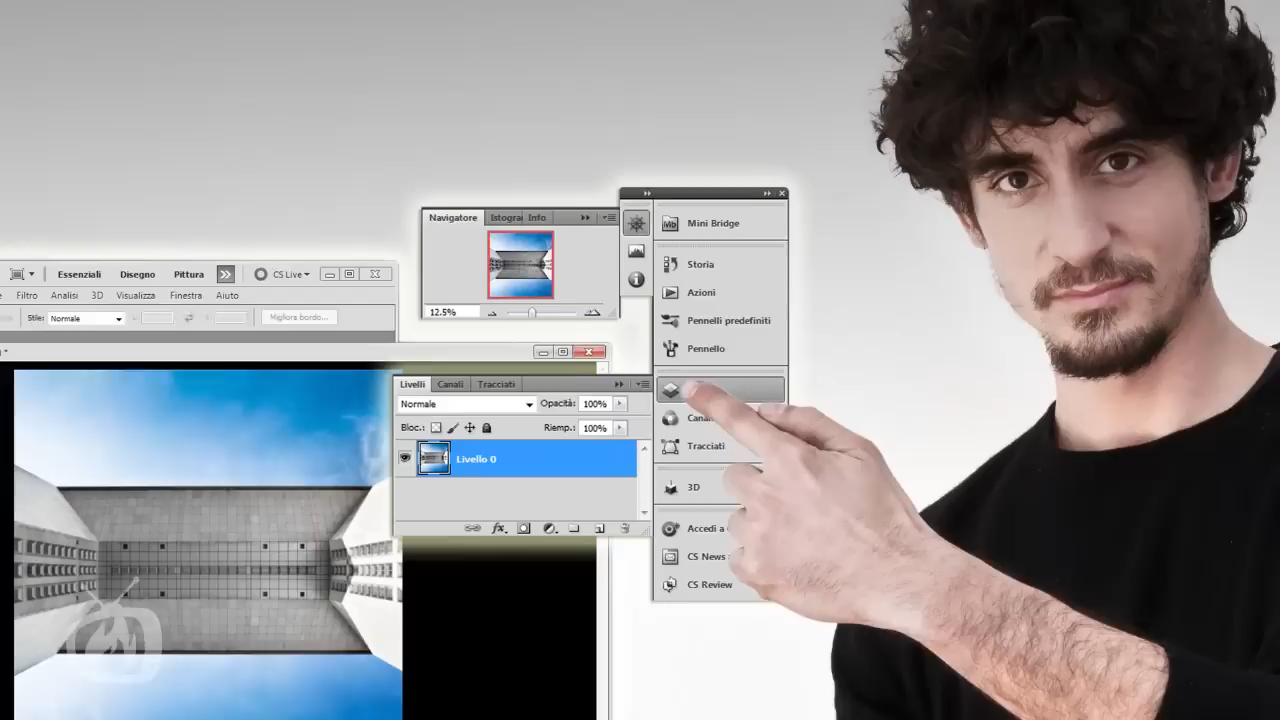 Essenziali Disegno Pittura CS Live
Filtro Analisi 3D Visualizza Finestra Aiuto
Stile: Normale Migliora bordo...
Navigatore Istogra Info
12.5%
Mb Mini Bridge
Storia
Azioni
Pennelli predefiniti
Pennello
Livelli Canali Tracciati
Normale Opacità: 100%
Bloc.: Riemp.: 100%
Livello 0
fx
Tracciati
3D
Accedi a
CS News
CS Review